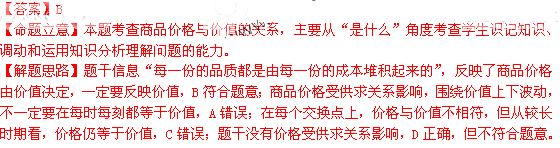 【答案】B
【命题立意】本题考查商品价格与价值的关系，主要从“是什么”角度考查学生识记知识、
调动和运用知识分析理解问题的能力。
【解题思路】题干信息“每一份的品质都是由每一份的成本堆积起来的”，反映了商品价格
由价值决定，一定要反映价值，B符合题意；商品价格受供求关系影响，围绕价值上下波动，
不一定要在每时每刻都等于价值，A错误；在每个交换点上，价格与价值不相符，但从较长
时期看，价格仍等于价值，C错误；题干没有价格受供求关系影响，D正确，但不符合题意。